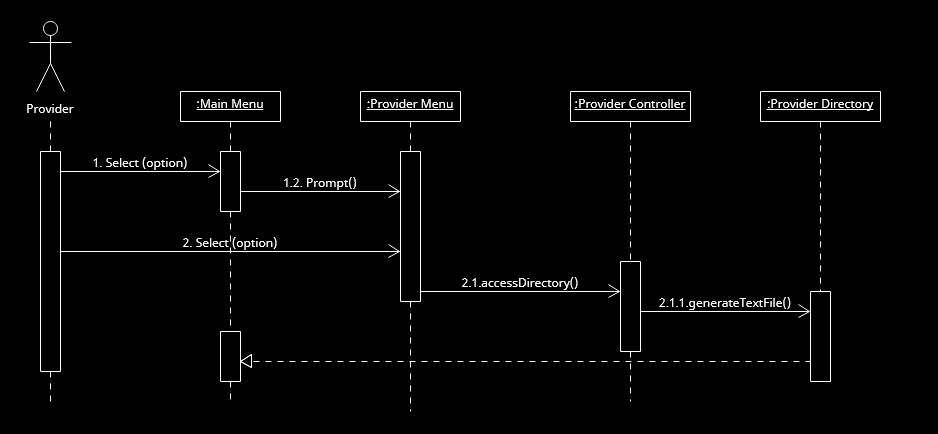 Provider
:Main Menu
:Provider Menu
:Provider Controller
:Provider Directory
1. Select (option)
1.2. Prompt()
2. Select (option)
2.1.accessDirectory()
2.1.1.generateTextFile()